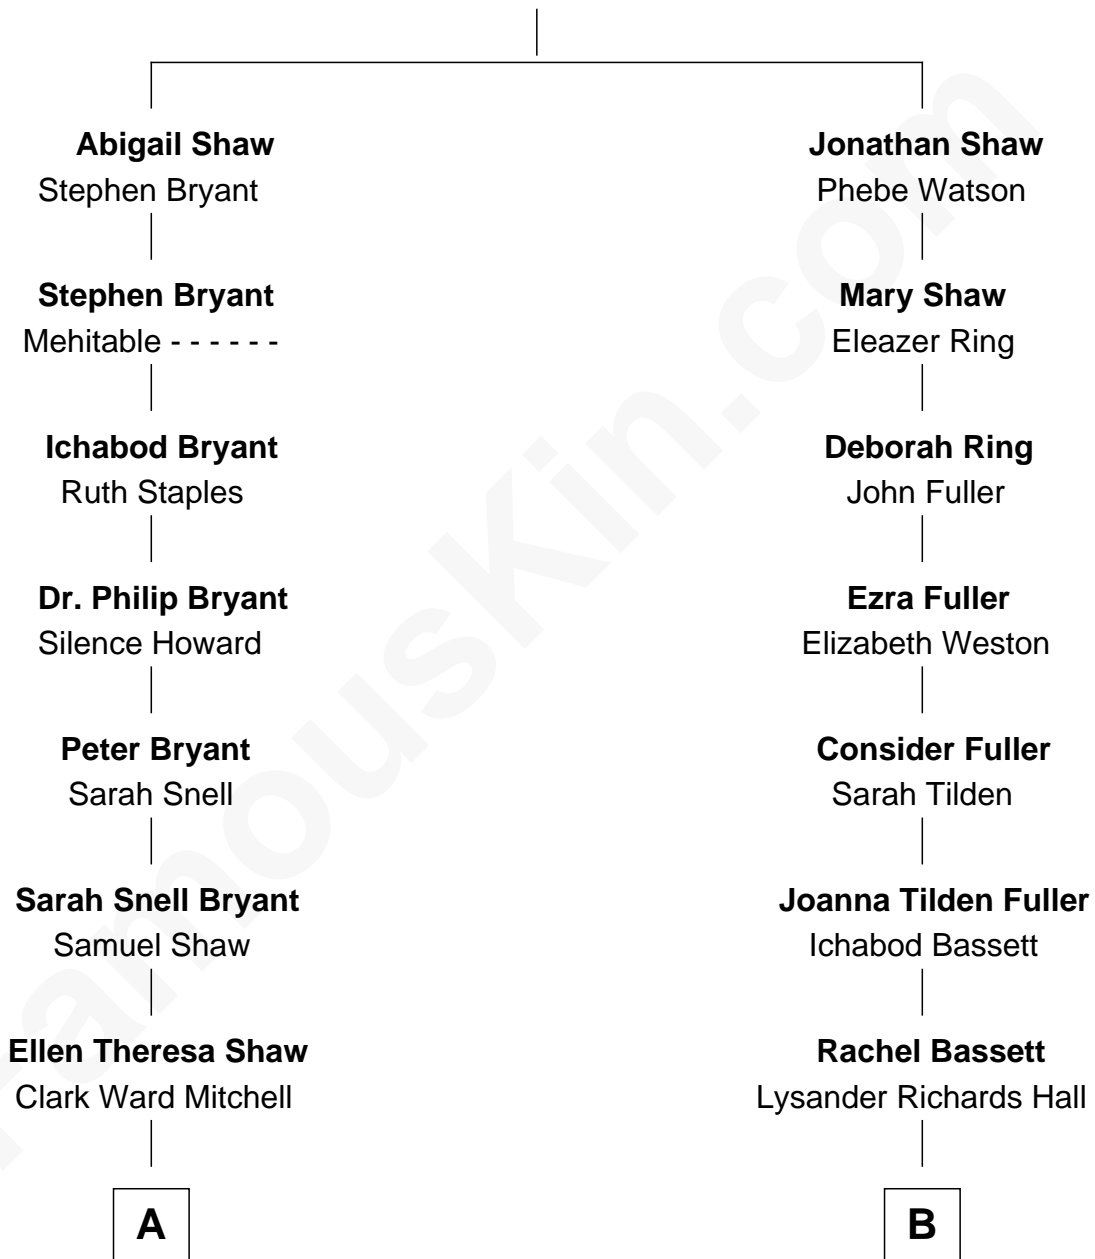 Abigail Shaw
Stephen Bryant
Stephen Bryant
Mehitable - - - - - -
Ichabod Bryant
Ruth Staples
Dr. Philip Bryant
Silence Howard
Peter Bryant
Sarah Snell
Sarah Snell Bryant
Samuel Shaw
Ellen Theresa Shaw
Clark Ward Mitchell
A
Jonathan Shaw
Phebe Watson
Mary Shaw
Eleazer Ring
Deborah Ring
John Fuller
Ezra Fuller
Elizabeth Weston
Consider Fuller
Sarah Tilden
Joanna Tilden Fuller
Ichabod Bassett
Rachel Bassett
Lysander Richards Hall
B
FamousKin.com